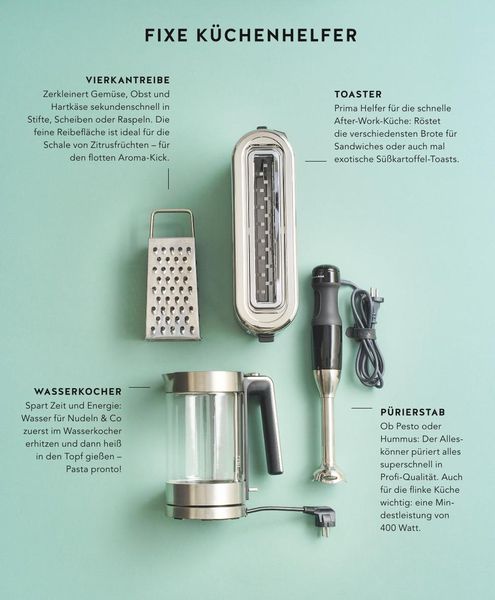 FIXE KÜCHENHELFER
VIERKANTREIBE
Zerkleinert Gemüse, Obst und
Hartkäse sekundenschnell in
Stifte, Scheiben oder Raspeln. Die
feine Reibefläche ist ideal für die
Schale von Zitrusfrüchten – für
den flotten Aroma-Kick.
TOASTER
Prima Helfer für die schnelle
After-Work-Küche: Röstet
die verschiedensten Brote für
Sandwiches oder auch mal
exotische Süßkartoffel-Toasts.
WASSERKOCHER
Spart Zeit und Energie:
Wasser für Nudeln & Co
zuerst im Wasserkocher
erhitzen und dann heiß
in den Topf gießen –
Pasta pronto!
PÜRIERSTAB
Ob Pesto oder
Hummus: Der Alles-
könner püriert alles
superschnell in
Profi-Qualität. Auch
für die flinke Küche
wichtig: eine Min-
destleistung von
400 Watt.